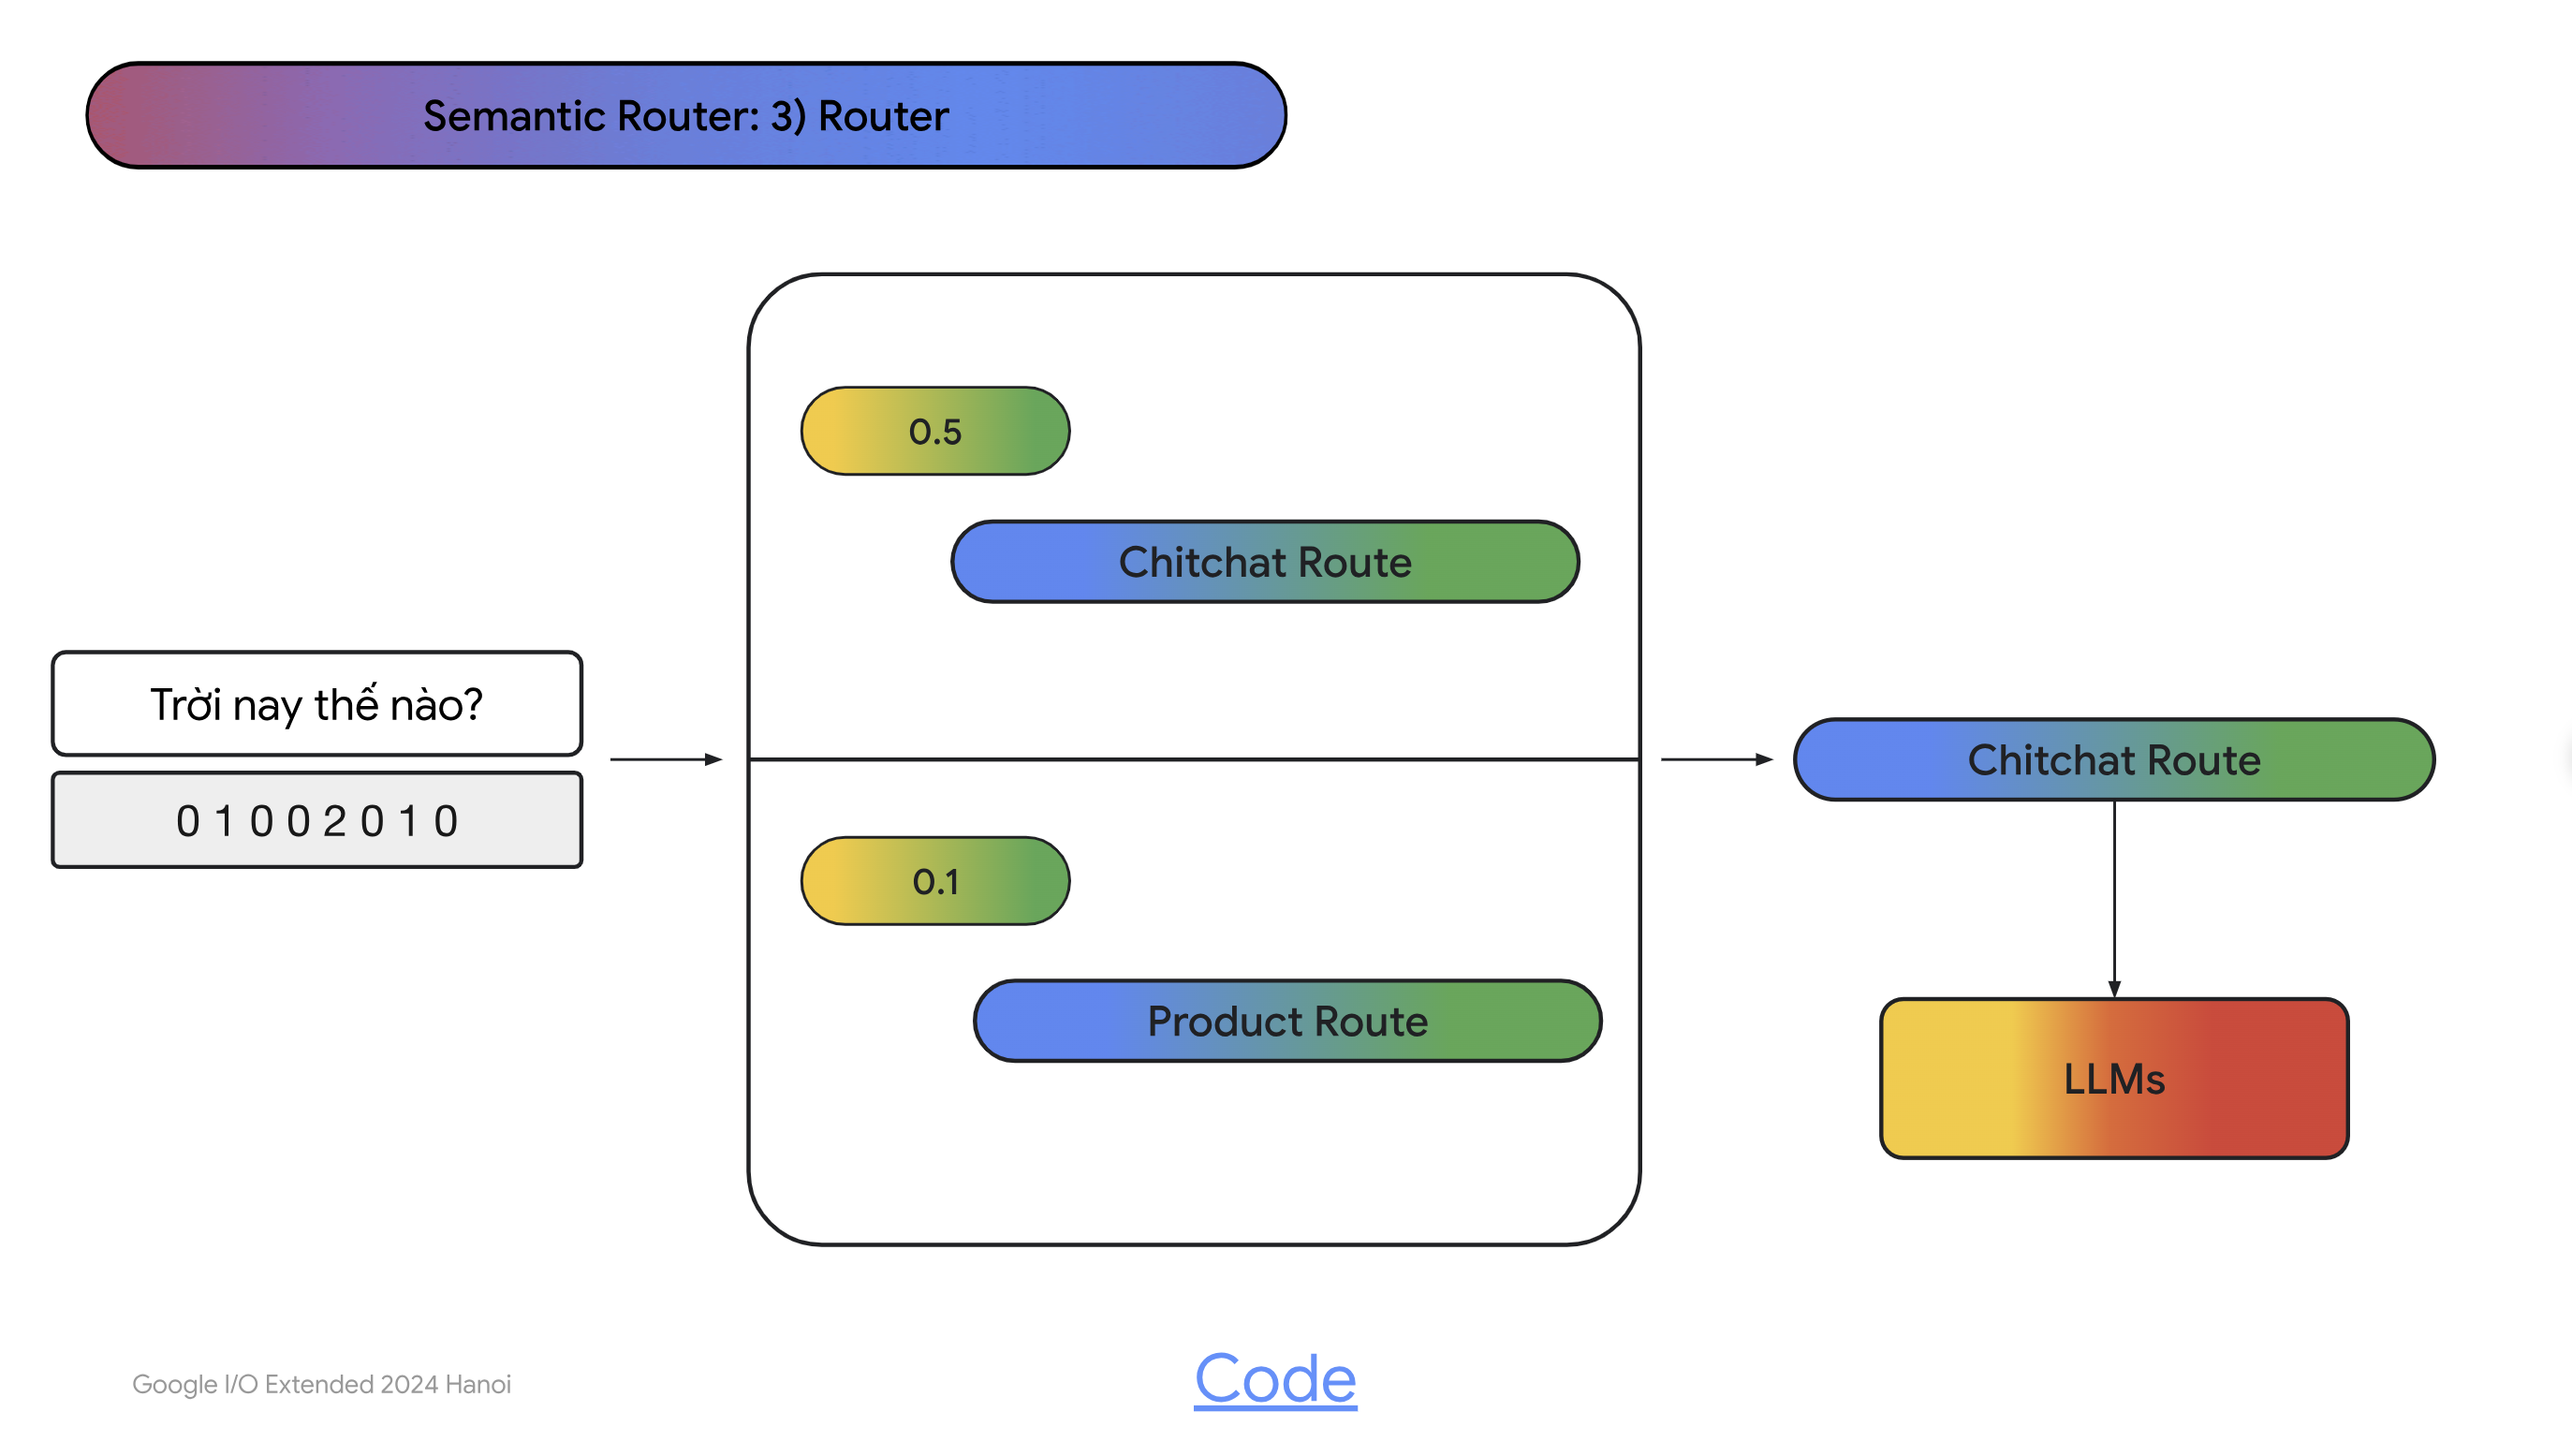 Semantic Router: 3) Router
Trời nay thế nào?
0 1 0 0 2 0 1 0
0.5
Chitchat Route
0.1
Product Route
Chitchat Route
LLMs
Google I/O Extended 2024 Hanoi
Code